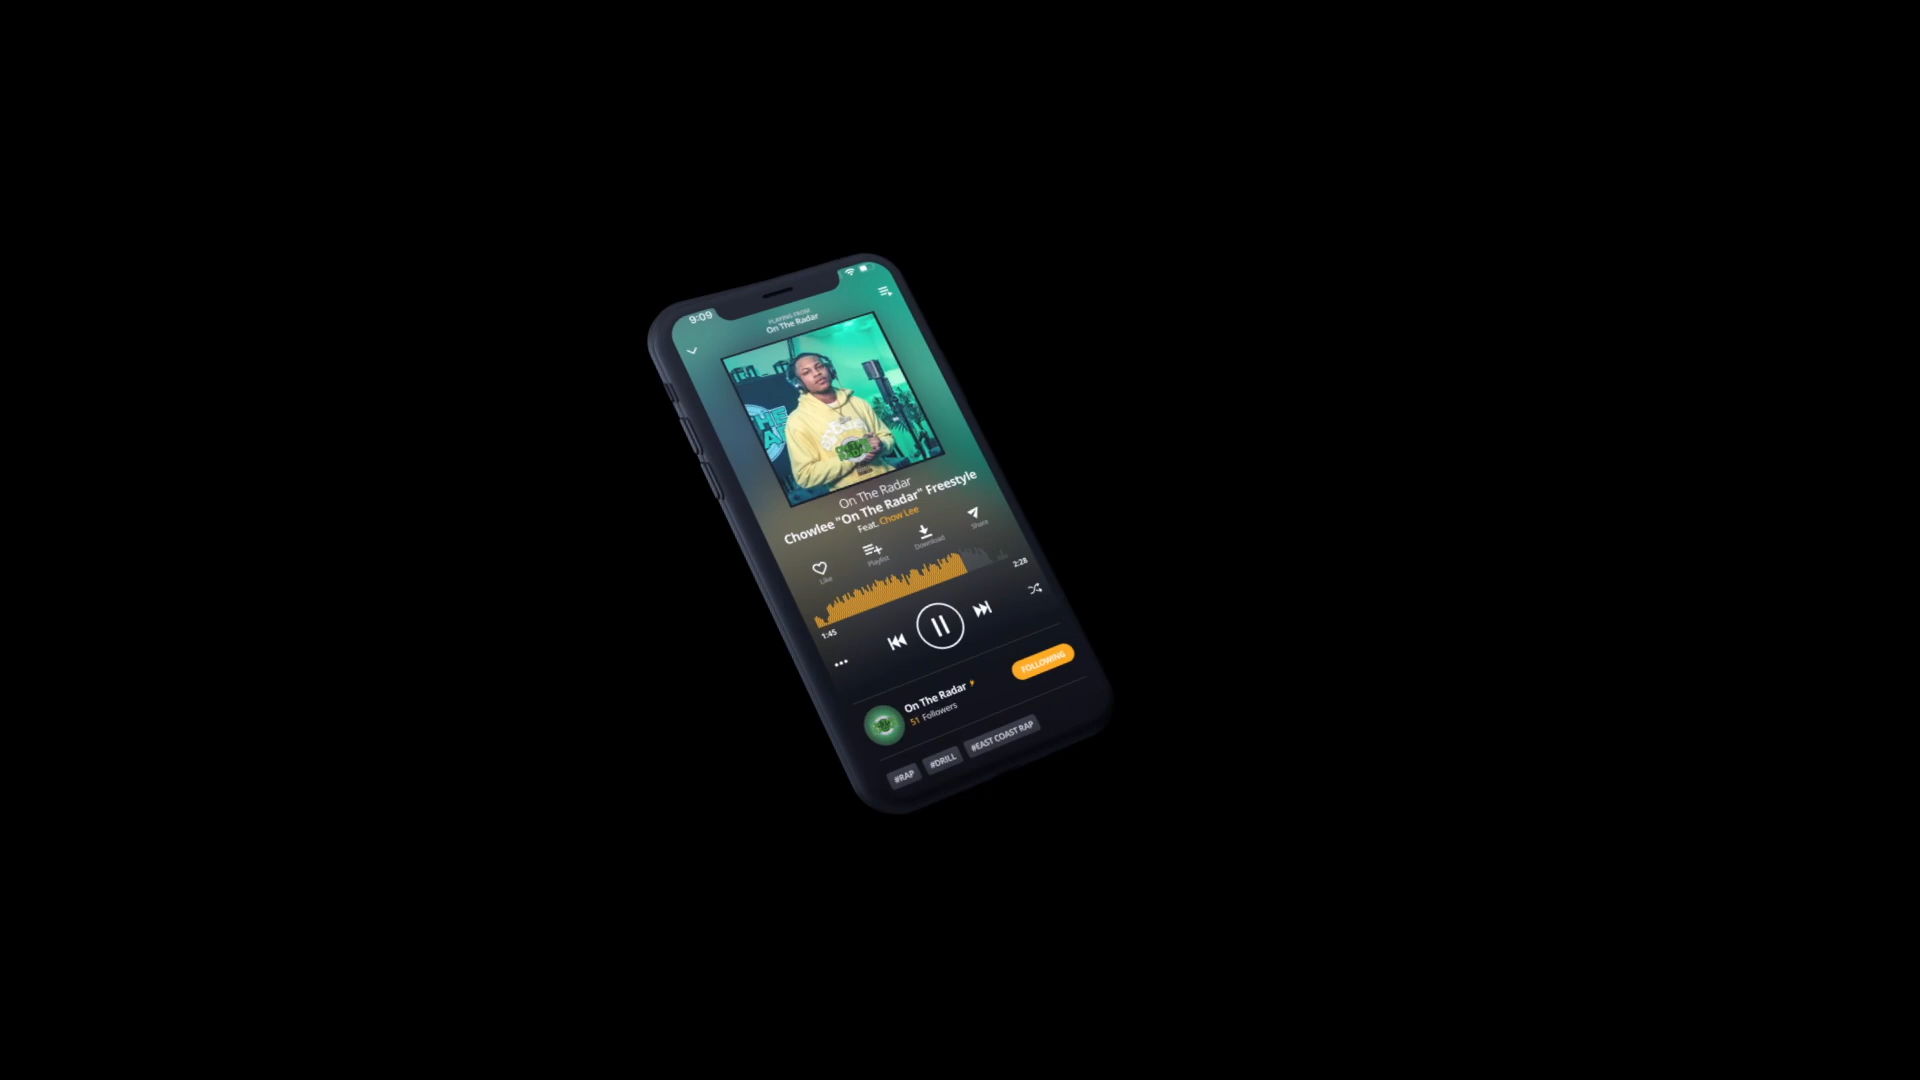 9:09
PLAYING FROM
On The Radar
On The Radar
Chowlee "On The Radar" Freestyle
Feat. Chow Lee
Like
Playlist
Download
Share
1:45
2:28
On The Radar
51 Followers
FOLLOWING
#RAP
#DRILL
#EAST COAST RAP